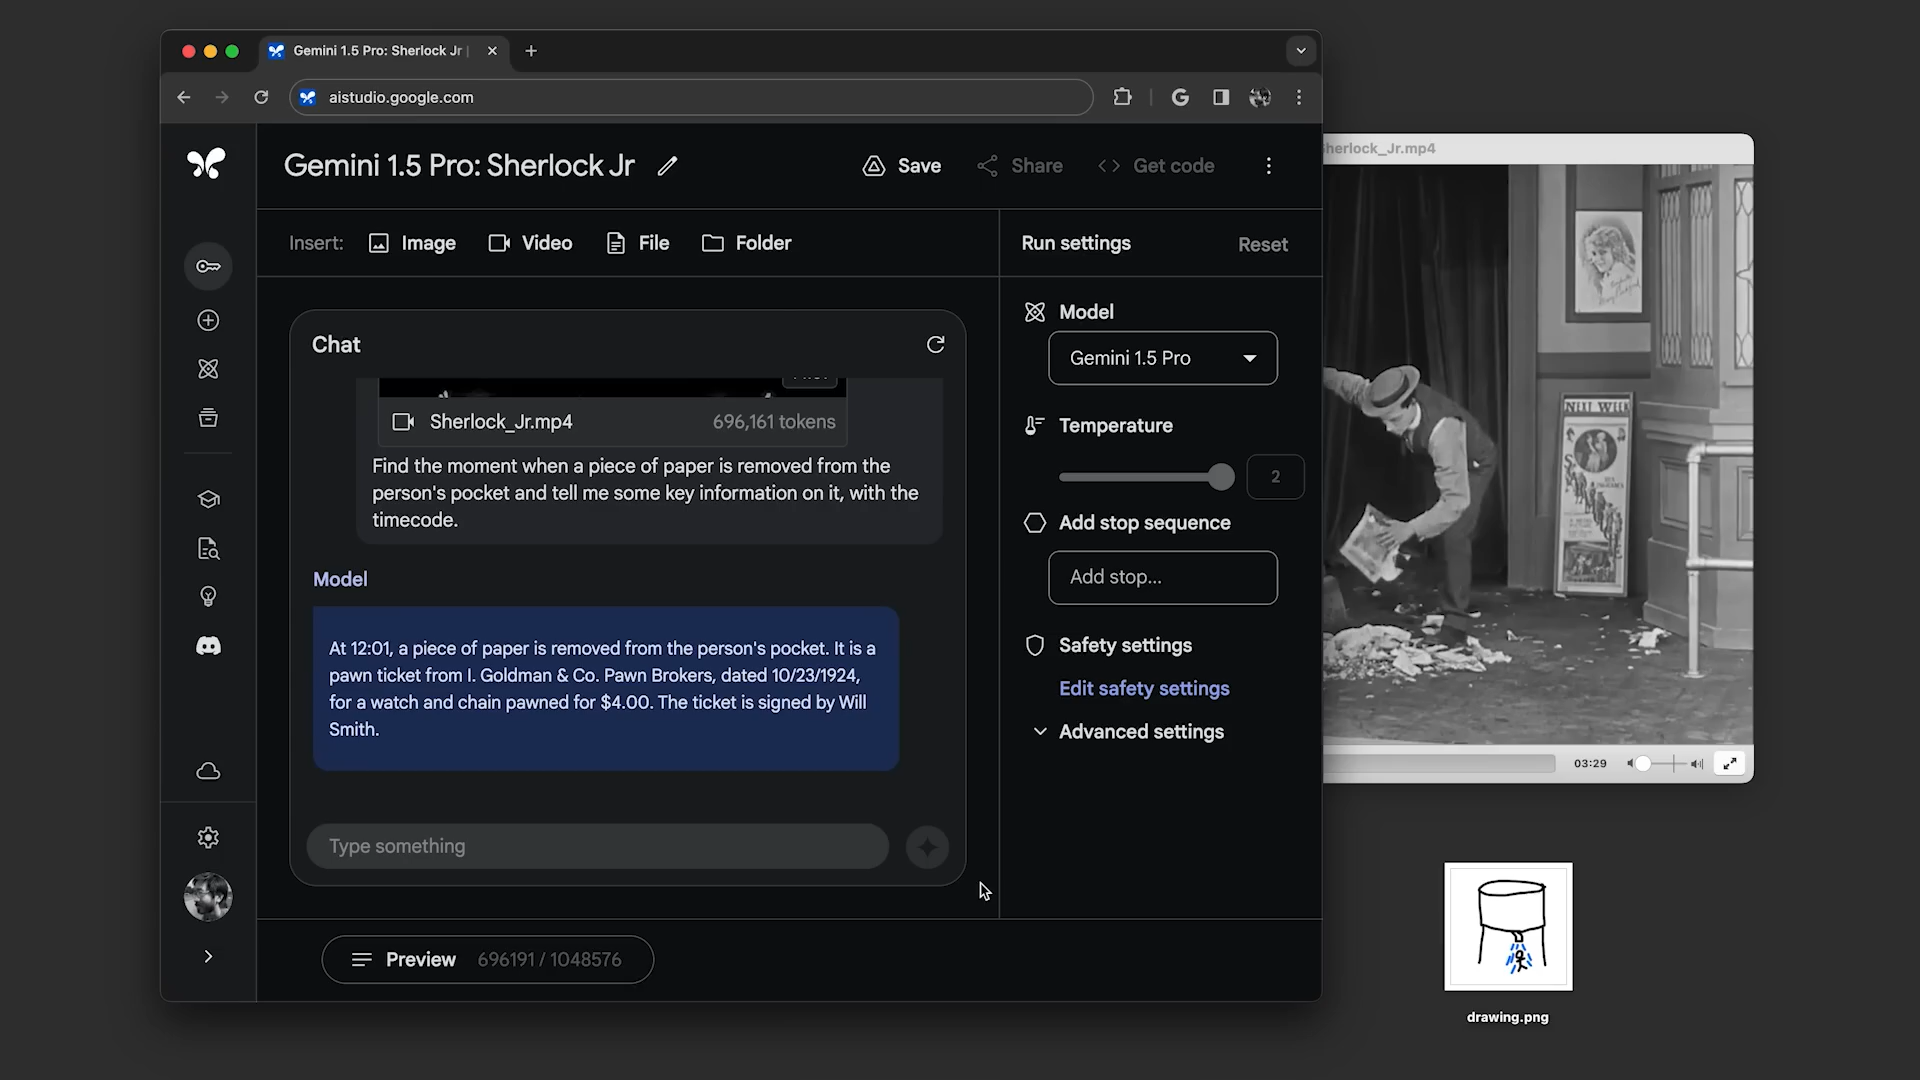 Gemini 1.5 Pro: Sherlock Jr
aistudio.google.com
Gemini 1.5 Pro: Sherlock Jr
Save
Share
Get code
Insert:
Image
Video
File
Folder
Run settings
Reset
Chat
Sherlock_Jr.mp4
696,161 tokens
Find the moment when a piece of paper is removed from the
person's pocket and tell me some key information on it, with the
timecode.
Model
At 12:01, a piece of paper is removed from the person's pocket. It is a
pawn ticket from I. Goldman & Co. Pawn Brokers, dated 10/23/1924,
for a watch and chain pawned for $4.00. The ticket is signed by Will
Smith.
Type something
Preview
696191 / 1048576
Model
Gemini 1.5 Pro
Temperature
2
Add stop sequence
Add stop...
Safety settings
Edit safety settings
Advanced settings
herlock_Jr.mp4
NEXT WEEK
03:29
drawing.png